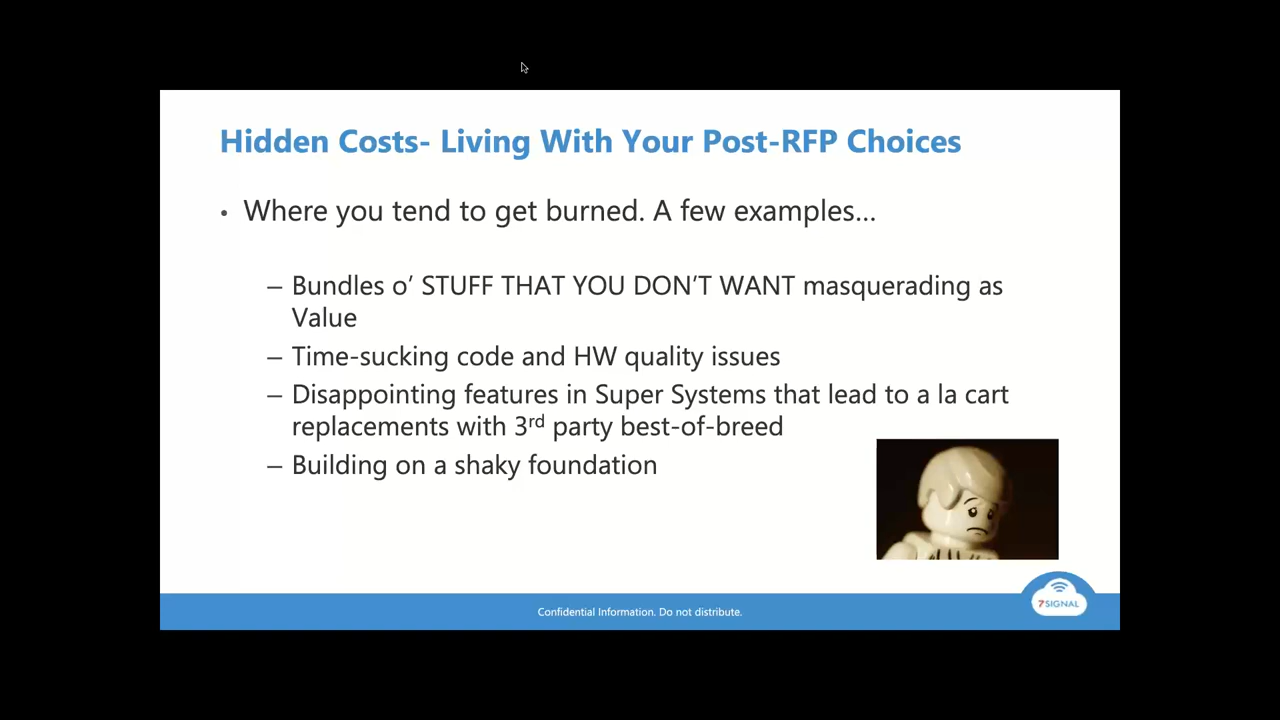 Hidden Costs- Living With Your Post-RFP Choices
• Where you tend to get burned. A few examples...
– Bundles o’ STUFF THAT YOU DON’T WANT masquerading as
Value
– Time-sucking code and HW quality issues
– Disappointing features in Super Systems that lead to a la cart
replacements with 3rd party best-of-breed
– Building on a shaky foundation
Confidential Information. Do not distribute.
7SIGNAL